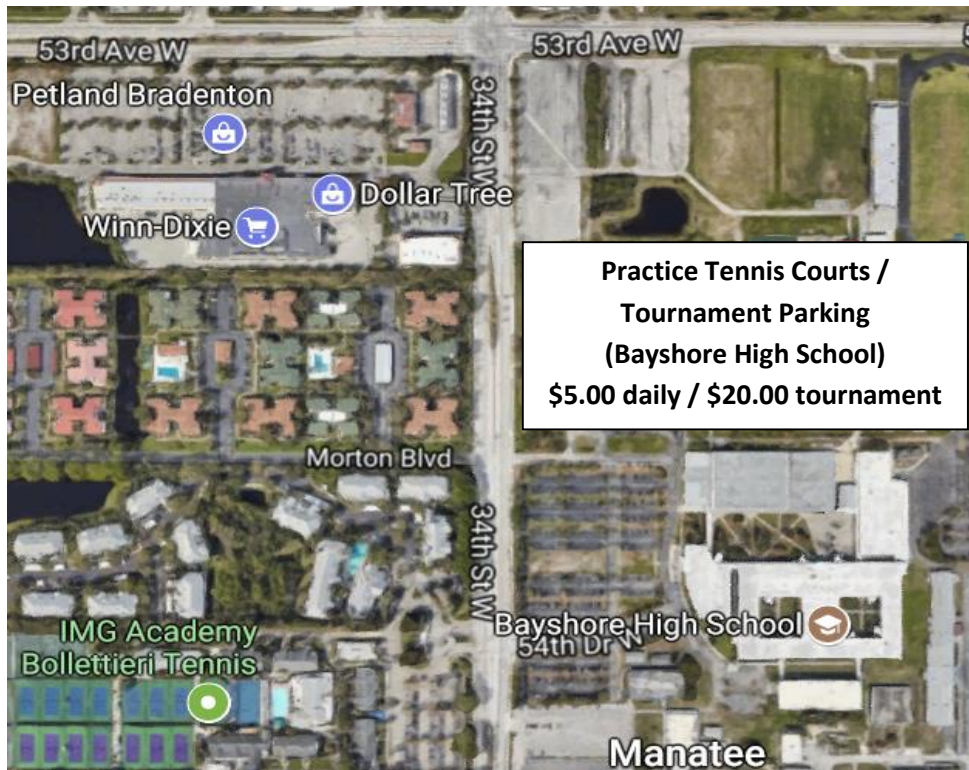 53rd Ave W
53rd Ave W
Petland Bradenton
34th St W
Dollar Tree
Winn-Dixie
Practice Tennis Courts /
Tournament Parking
(Bayshore High School)
$5.00 daily / $20.00 tournament
Morton Blvd
34th St W
Bayshore High School
54th Dr W
IMG Academy
Bollettieri Tennis
Manatee